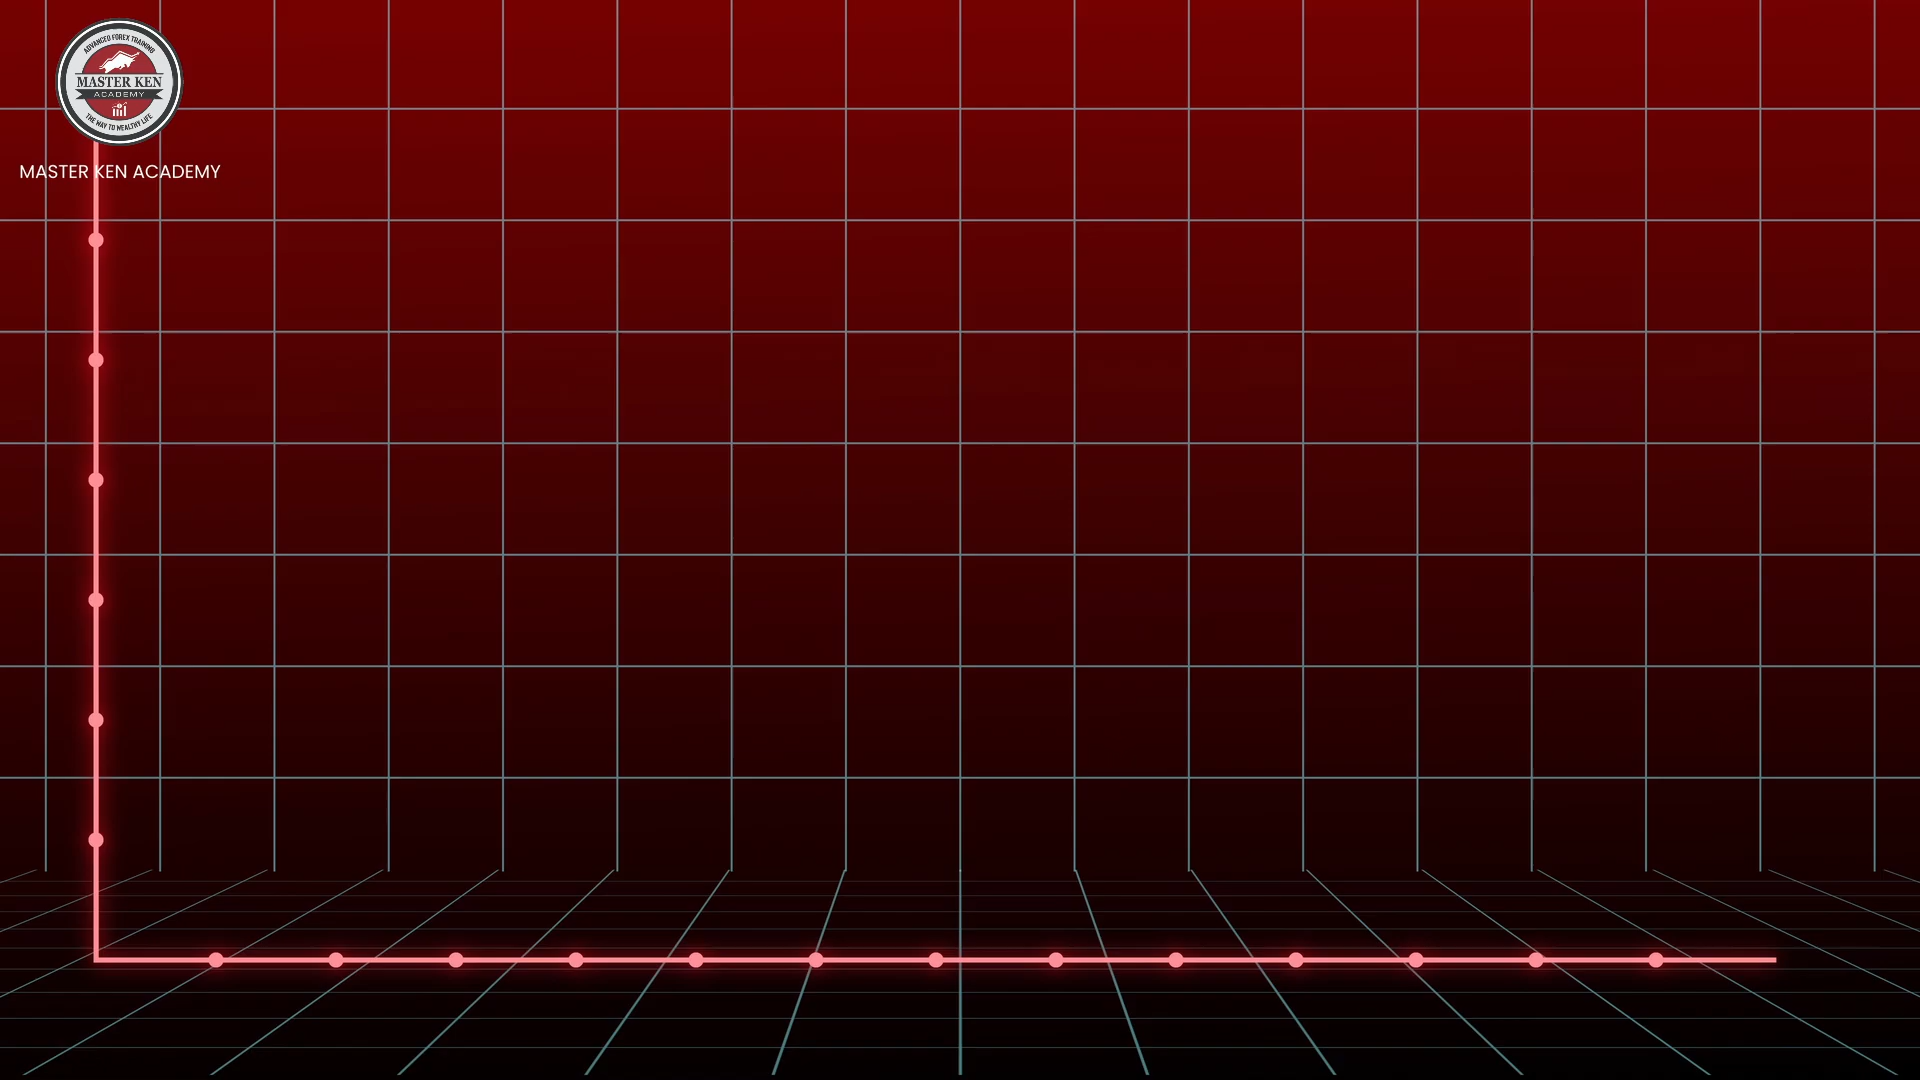 ADVANCED FOREX TRAINING
MASTER KEN
ACADEMY
THE WAY TO WEALTHY LIFE
MASTER KEN ACADEMY